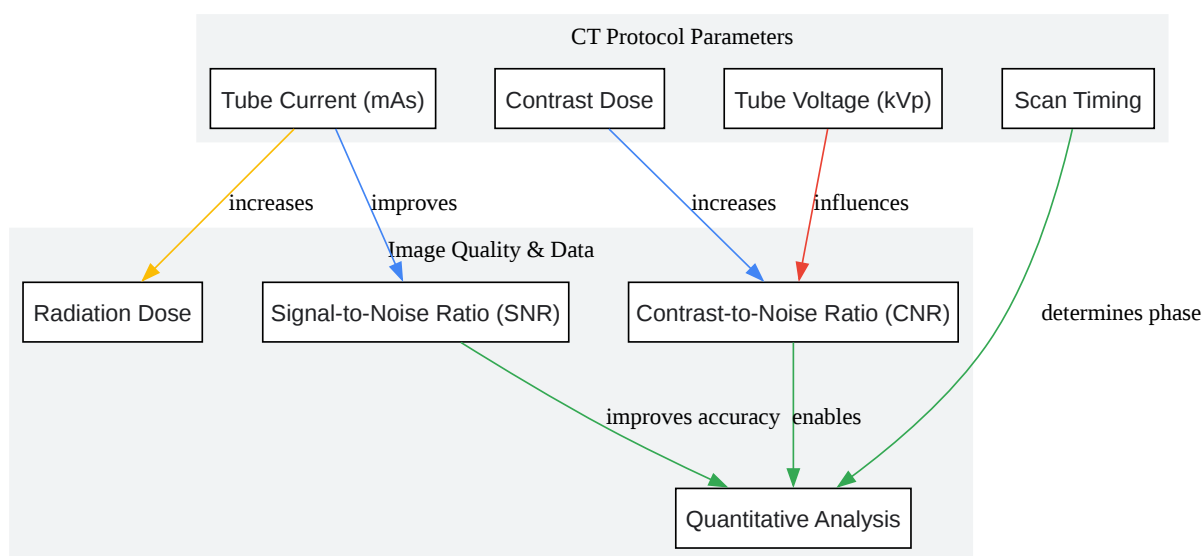 CT Protocol Parameters
Tube Current (mAs)
Contrast Dose
Tube Voltage (kVp)
Scan Timing
increases
improves
increases
influences
Image Quality & Data
Radiation Dose
Signal-to-Noise Ratio (SNR)
Contrast-to-Noise Ratio (CNR)
determines phase
improves accuracy
enables
Quantitative Analysis